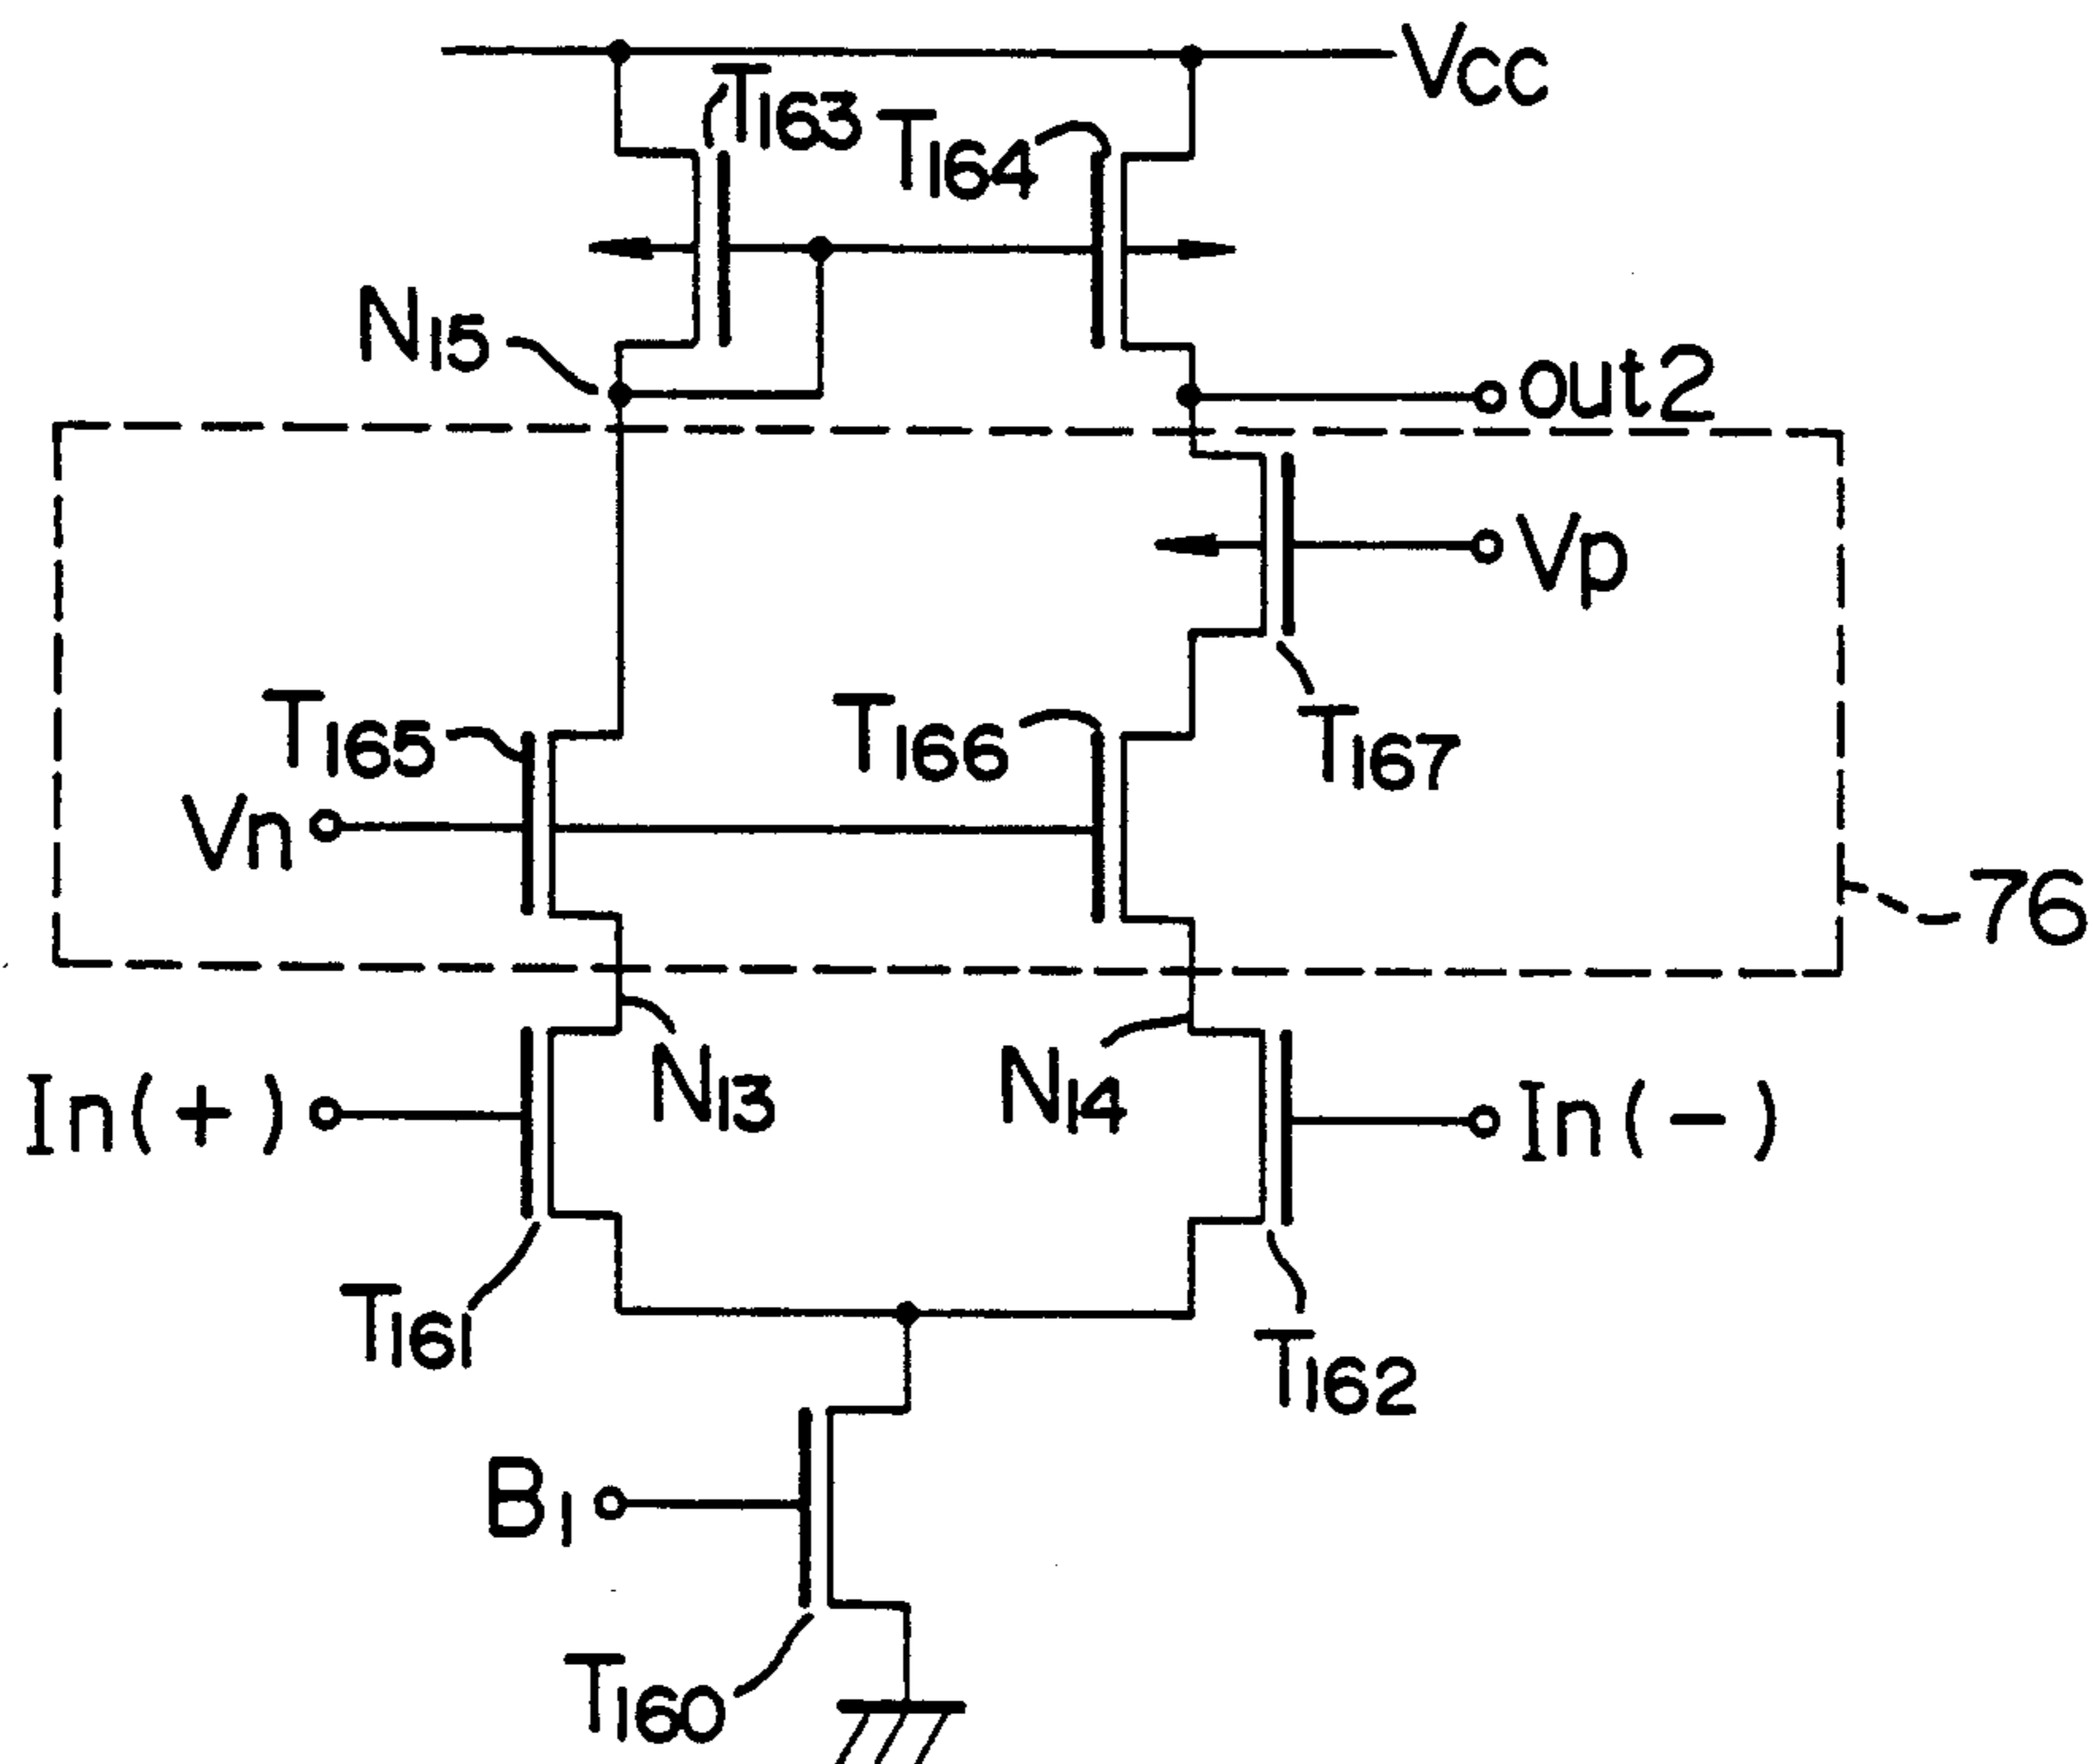 Vcc
T163
T164
N15
out2
Vp
T165
T166
T167
Vn
76
N13
N14
In(+)
In(-)
T161
T162
B1
T160